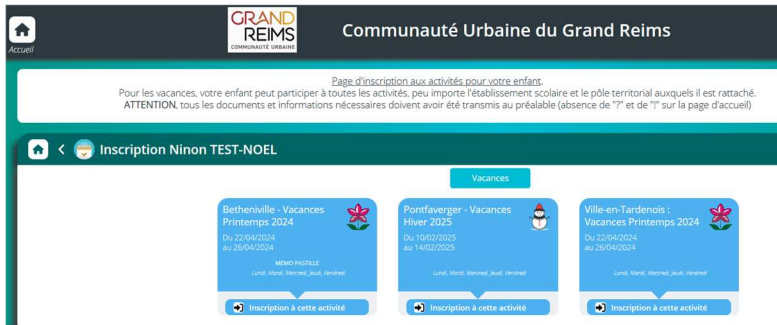 GRAND
REIMS
COMMUNAUTÉ URBAINE
Communauté Urbaine du Grand Reims
Accueil
Page d'inscription aux activités pour votre enfant.
Pour les vacances, votre enfant peut participer à toutes les activités, peu importe l'établissement scolaire et le pôle territorial auxquels il est rattaché.
ATTENTION, tous les documents et informations nécessaires doivent avoir été transmis au préalable (absence de "?" et de "!" sur la page d'accueil)
Inscription Ninon TEST-NOEL
Vacances
Betheniville - Vacances
Printemps 2024
Du 22/04/2024
au 26/04/2024
MEMO PASTILLE
Lundi, Mardi, Mercredi, Jeudi, Vendredi
Inscription à cette activité
Pontfaverger - Vacances
Hiver 2025
Du 10/02/2025
au 14/02/2025
Lundi, Mardi, Mercredi, Jeudi, Vendredi
Inscription à cette activité
Ville-en-Tardenois :
Vacances Printemps 2024
Du 22/04/2024
au 26/04/2024
Lundi, Mardi, Mercredi, Jeudi, Vendredi
Inscription à cette activité